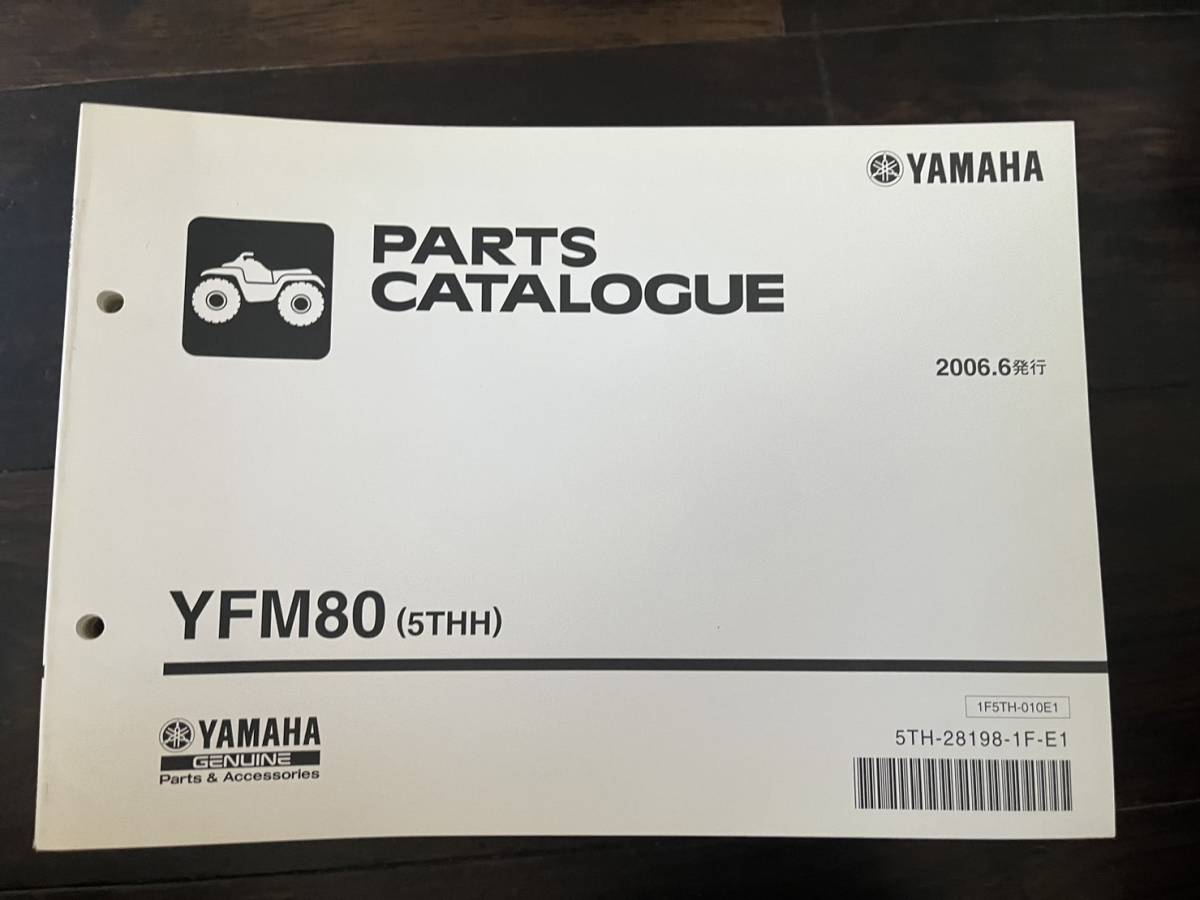 YAMAHA
PARTS
CATALOGUE
2006.6発行
YFM80 (5THH)
1F5TH-010E1
5TH-28198-1F-E1
YAMAHA
GENUINE
Parts & Accessories